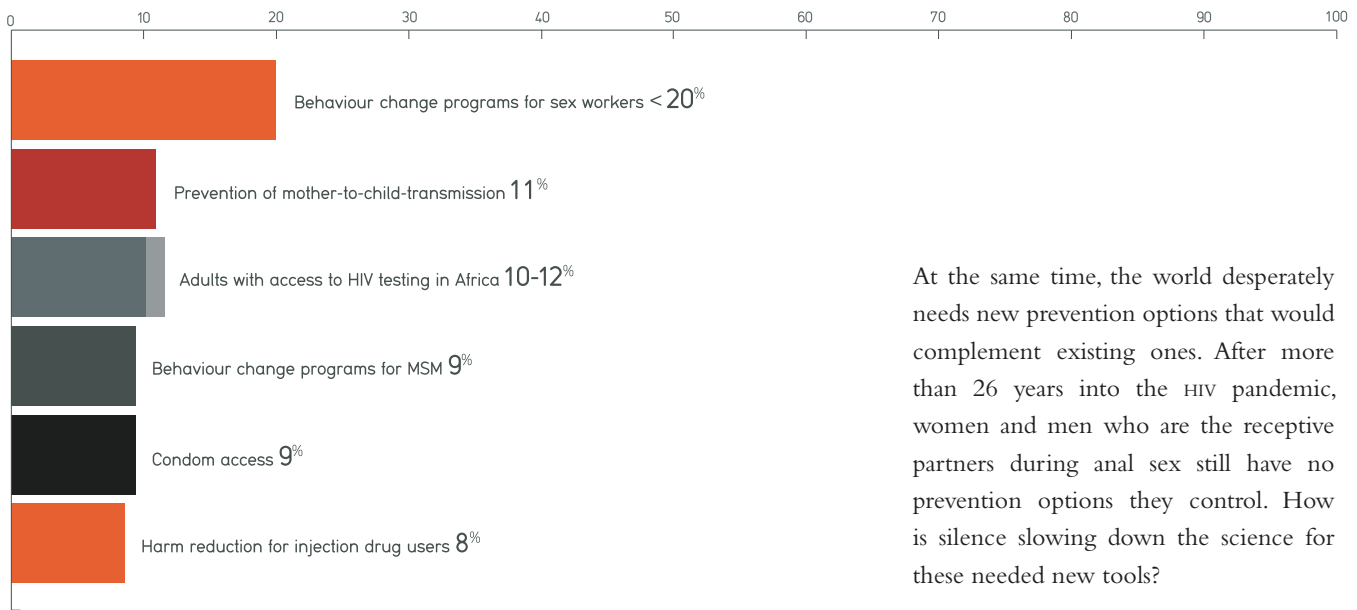 0 10 20 30 40 50 60 70 80 90 100
Behaviour change programs for sex workers < 20%
Prevention of mother-to-child-transmission 11%
Adults with access to HIV testing in Africa 10-12%
Behaviour change programs for MSM 9%
Condom access 9%
Harm reduction for injection drug users 8%
At the same time, the world desperately
needs new prevention options that would
complement existing ones. After more
than 26 years into the HIV pandemic,
women and men who are the receptive
partners during anal sex still have no
prevention options they control. How
is silence slowing down the science for
these needed new tools?